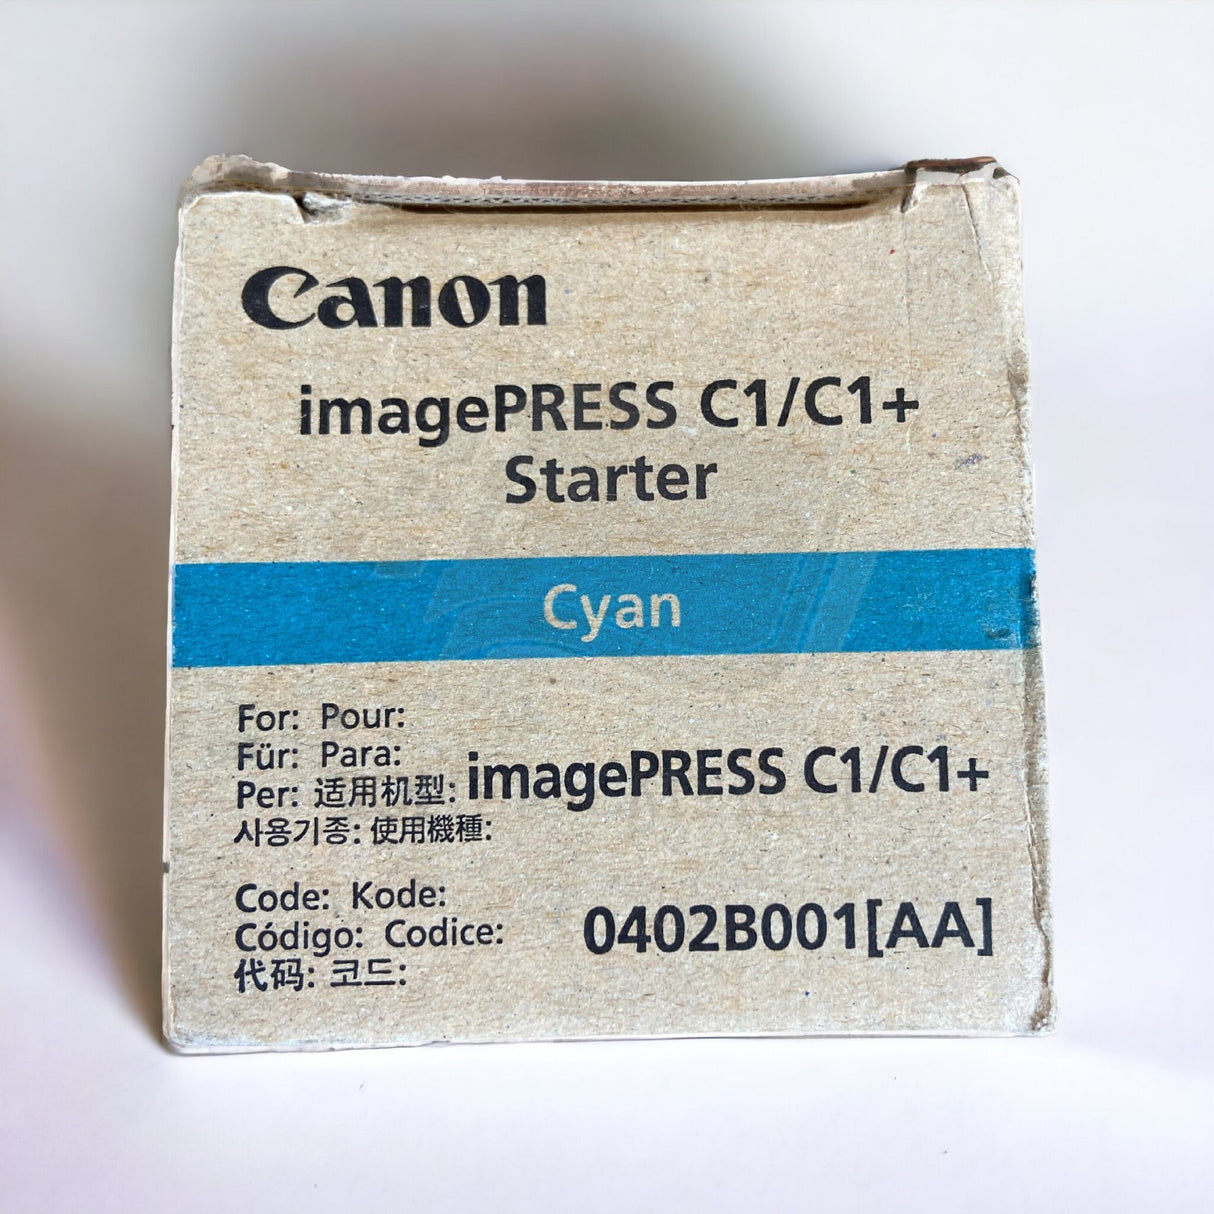 Canon
imagePRESS C1/C1+
Starter
Cyan
For: Pour:
Für: Para:
Per: 适用机型:
사용기종: 使用機種:
imagePRESS C1/C1+
Code: Kode:
Código: Codice:
代码: 코드:
0402B001[AA]